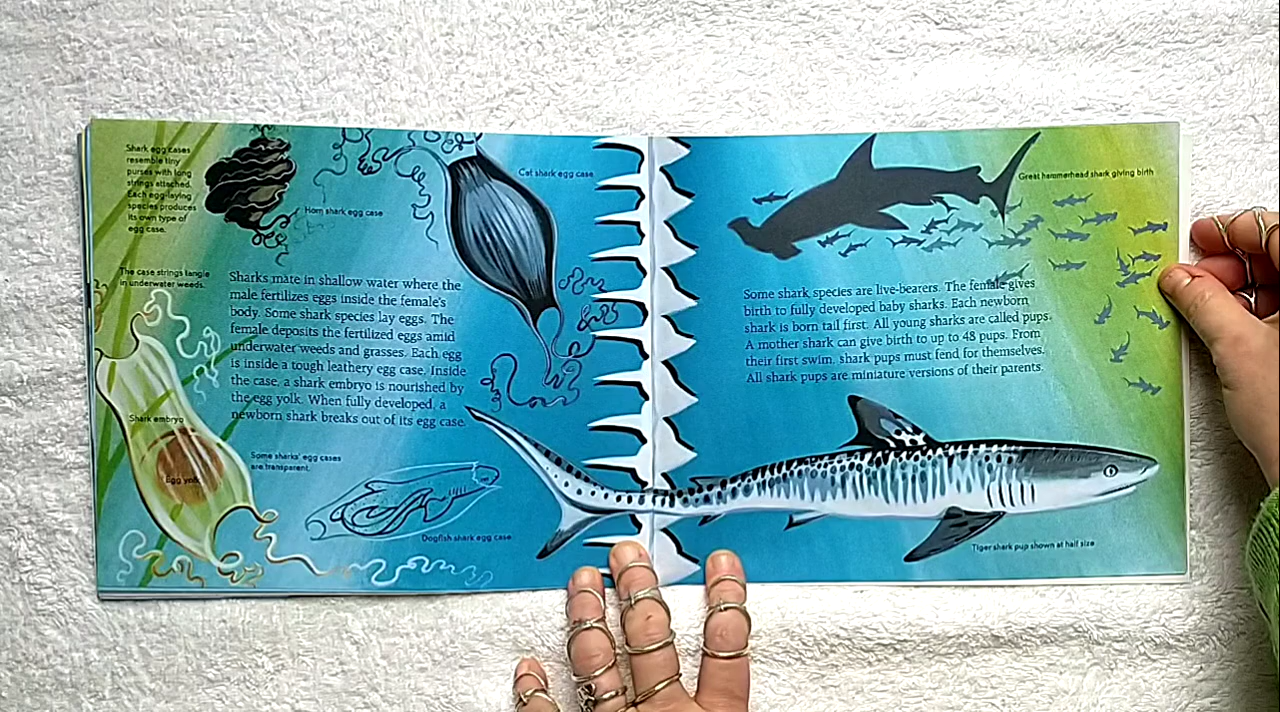 Shark egg cases
resemble tiny
purses with long
strings attached.
Each egg-laying
species produces
its own type of
egg case.
Horn shark egg case
Cat shark egg case
The case strings tangle
in underwater weeds.
Sharks mate in shallow water where the
male fertilizes eggs inside the female's
body. Some shark species lay eggs. The
female deposits the fertilized eggs amid
underwater weeds and grasses. Each egg
is inside a tough leathery egg case. Inside
the case, a shark embryo is nourished by
the egg yolk. When fully developed, a
newborn shark breaks out of its egg case.
Shark embryo
Egg yolk
Some sharks' egg cases
are transparent.
Dogfish shark egg case
Great hammerhead shark giving birth
Some shark species are live-bearers. The female gives
birth to fully developed baby sharks. Each newborn
shark is born tail first. All young sharks are called pups.
A mother shark can give birth to up to 48 pups. From
their first swim, shark pups must fend for themselves.
All shark pups are miniature versions of their parents.
Tiger shark pup shown at half size